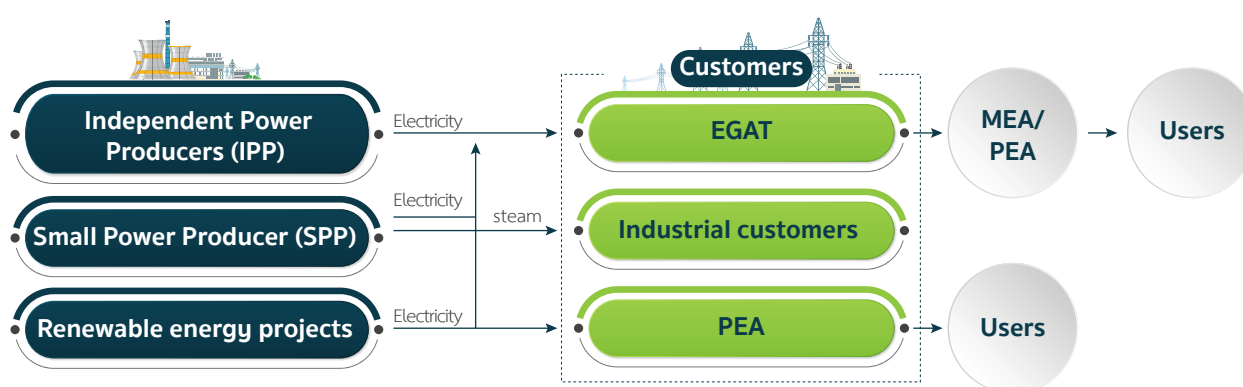 Customers
Independent Power
Producers (IPP)
Electricity
EGAT
MEA/
PEA
Users
Small Power Producer (SPP)
Electricity
steam
Industrial customers
Renewable energy projects
Electricity
PEA
Users